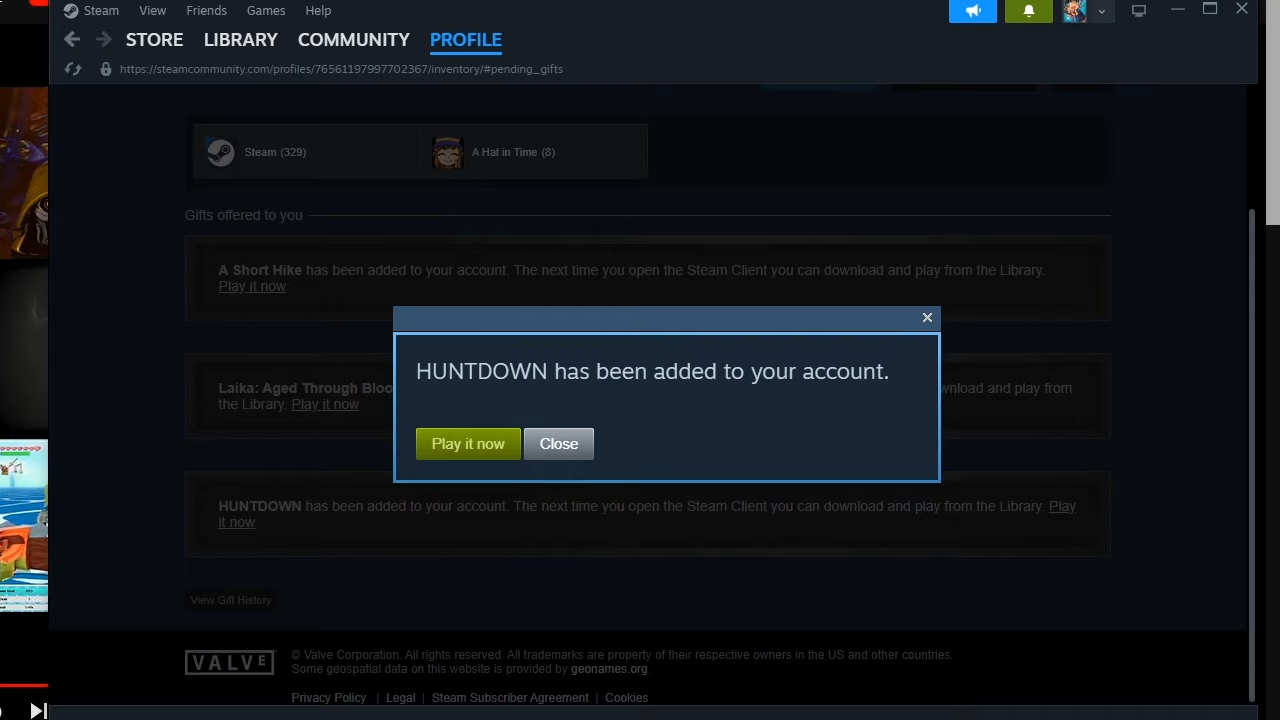 Steam View Friends Games Help
STORE LIBRARY COMMUNITY PROFILE
https://steamcommunity.com/profiles/76561197997702367/inventory/#pending_gifts
Steam (329) A Hat in Time (8)
Gifts offered to you
A Short Hike has been added to your account. The next time you open the Steam Client you can download and play from the Library.
Play it now
HUNTDOWN has been added to your account.
Laika: Aged Through Bloo wnload and play from
the Library. Play it now
Play it now Close
HUNTDOWN has been added to your account. The next time you open the Steam Client you can download and play from the Library. Play
it now
View Gift History
VALVE © Valve Corporation. All rights reserved. All trademarks are property of their respective owners in the US and other countries.
Some geospatial data on this website is provided by geonames.org.
Privacy Policy | Legal | Steam Subscriber Agreement | Cookies